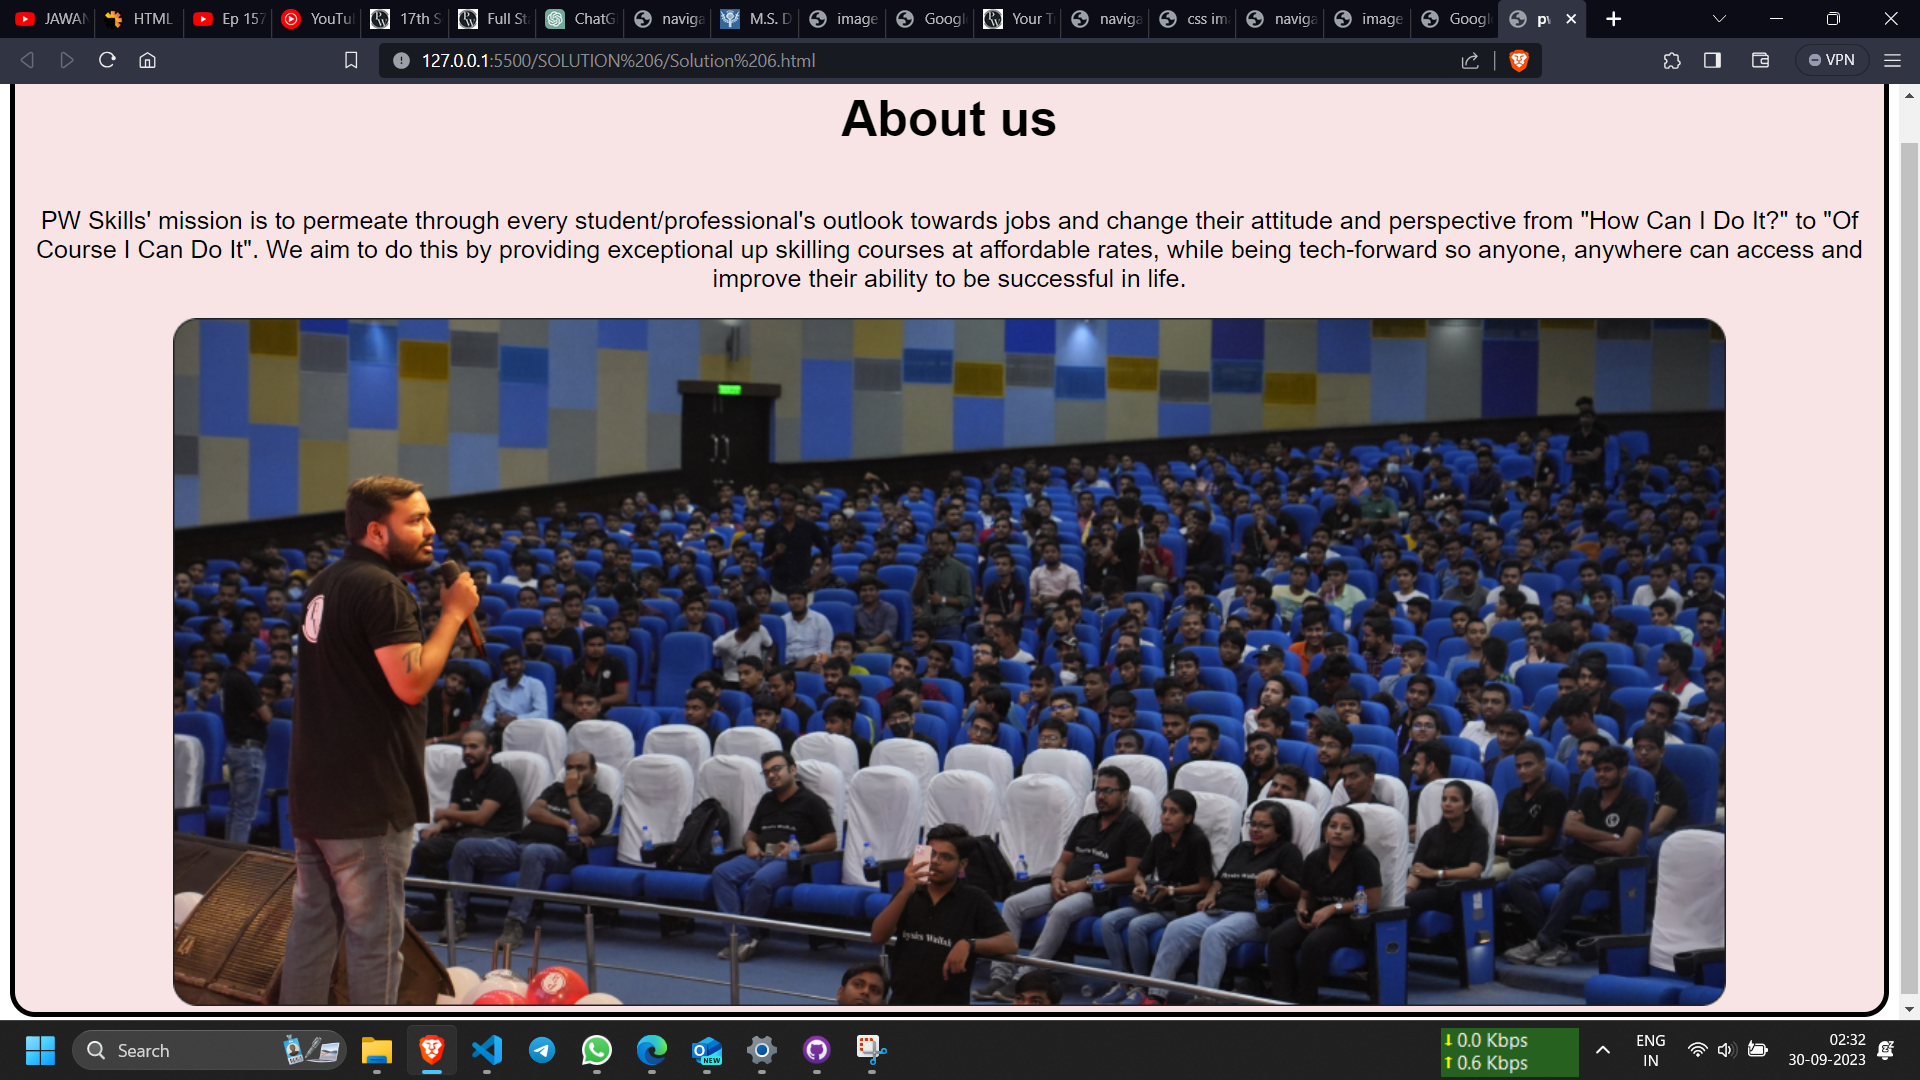 JAWAN
HTML
Ep 157
YouTu
17th S
Full St
ChatG
naviga
M.S. D
image
Googl
Your T
naviga
css im
naviga
image
Googl
pw
127.0.0.1:5500/SOLUTION%206/Solution%206.html
VPN
About us
PW Skills' mission is to permeate through every student/professional's outlook towards jobs and change their attitude and perspective from "How Can I Do It?" to "Of
Course I Can Do It". We aim to do this by providing exceptional up skilling courses at affordable rates, while being tech-forward so anyone, anywhere can access and
improve their ability to be successful in life.
Physics Wallah
Search
NEW
0.0 Kbps
0.6 Kbps
ENG
IN
02:32
30-09-2023